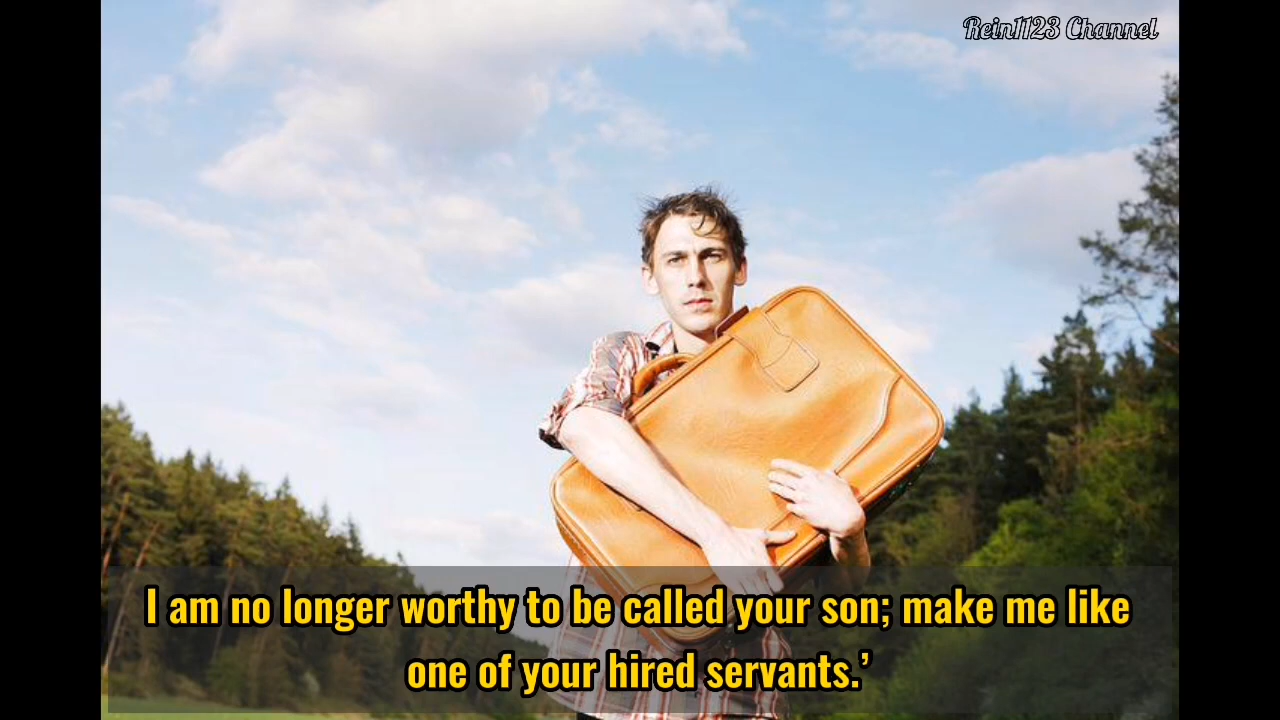 Rein1123 Channel
I am no longer worthy to be called your son; make me like
one of your hired servants.’